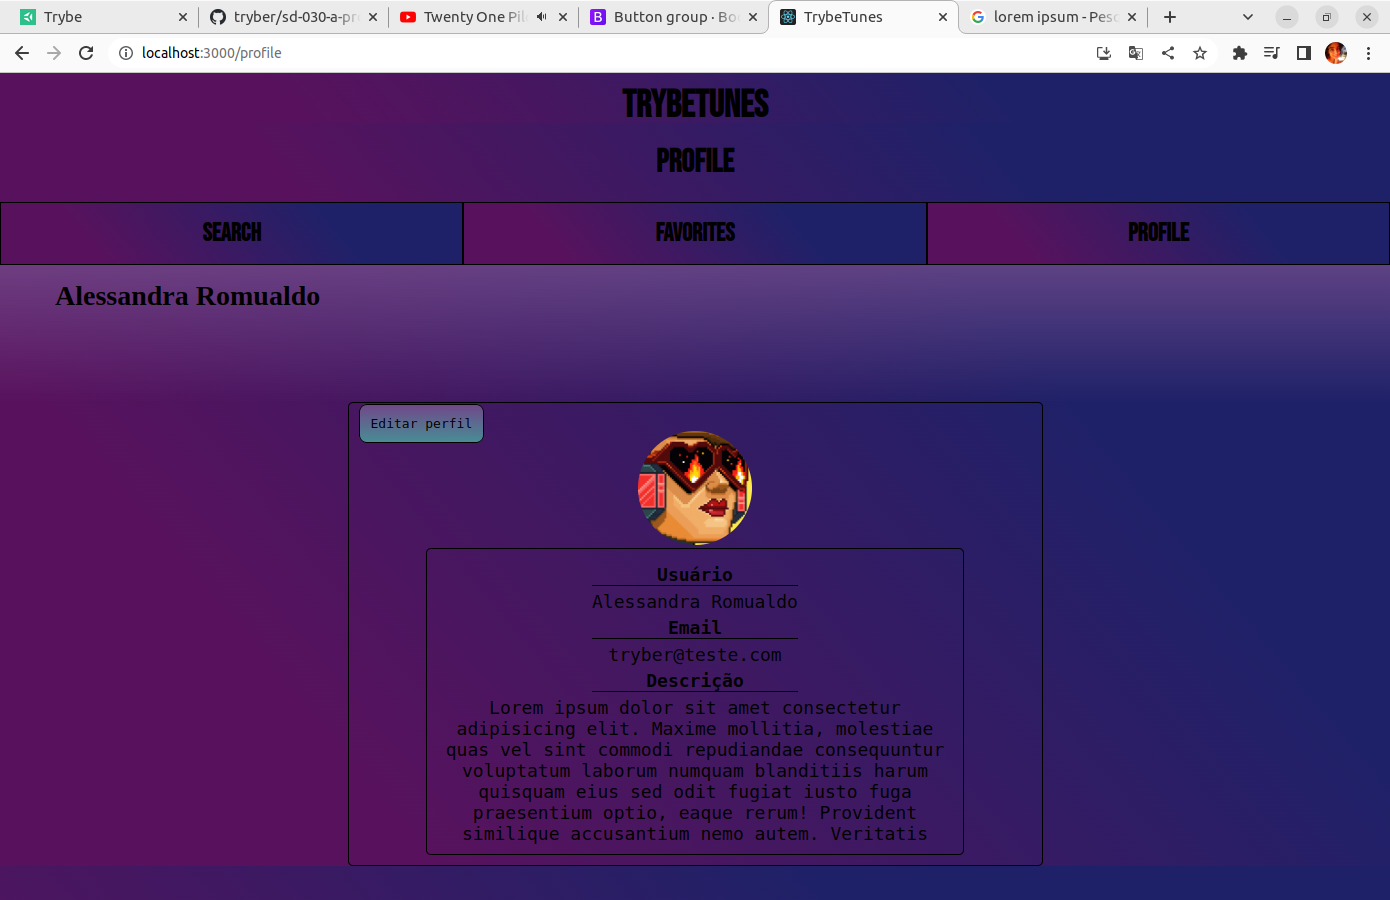 Trybe
tryber/sd-030-a-pr
Twenty One Pil
Button group · Bo
TrybeTunes
lorem ipsum - Pes
localhost:3000/profile
TRYBETUNES
PROFILE
SEARCH
FAVORITES
PROFILE
Alessandra Romualdo
Editar perfil
Usuário
Alessandra Romualdo
Email
tryber@teste.com
Descrição
Lorem ipsum dolor sit amet consectetur
adipisicing elit. Maxime mollitia, molestiae
quas vel sint commodi repudiandae consequuntur
voluptatum laborum numquam blanditiis harum
quisquam eius sed odit fugiat iusto fuga
praesentium optio, eaque rerum! Provident
similique accusantium nemo autem. Veritatis